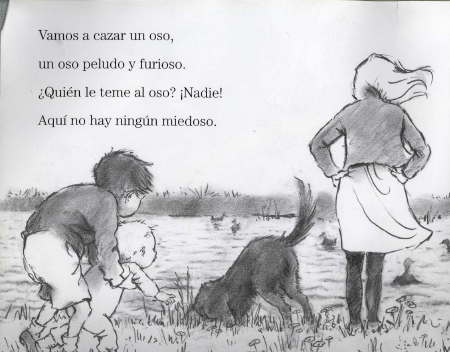 Vamos a cazar un oso,
un oso peludo y furioso.
¿Quién le teme al oso? ¡Nadie!
Aquí no hay ningún miedoso.